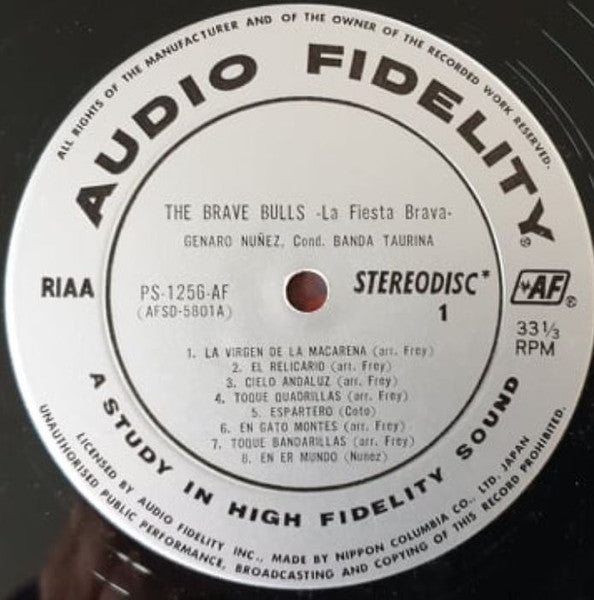 ALL RIGHTS OF THE MANUFACTURER AND OF THE OWNER OF THE RECORDED WORK RESERVED.
AUDIO FIDELITY®
THE BRAVE BULLS -La Fiesta Brava-
GENARO NUÑEZ, Cond. BANDA TAURINA
RIAA
PS-1256-AF
(AFSD-5801A)
STEREODISC*
1
AF®
33 1/3
RPM
1. LA VIRGEN DE LA MACARENA (arr. Frey)
2. EL RELICARIO (arr. Frey)
3. CIELO ANDALUZ (arr. Frey)
4. TOQUE QUADRILLAS (arr. Frey)
5. ESPARTERO (Coto)
6. EN GATO MONTES (arr. Frey)
7. TOQUE BANDARILLAS (arr. Frey)
8. EN ER MUNDO (Nuñez)
A STUDY IN HIGH FIDELITY SOUND
LICENSED BY AUDIO FIDELITY INC., MADE BY NIPPON COLUMBIA CO., LTD. JAPAN
UNAUTHORISED PUBLIC PERFORMANCE, BROADCASTING AND COPYING OF THIS RECORD PROHIBITED.